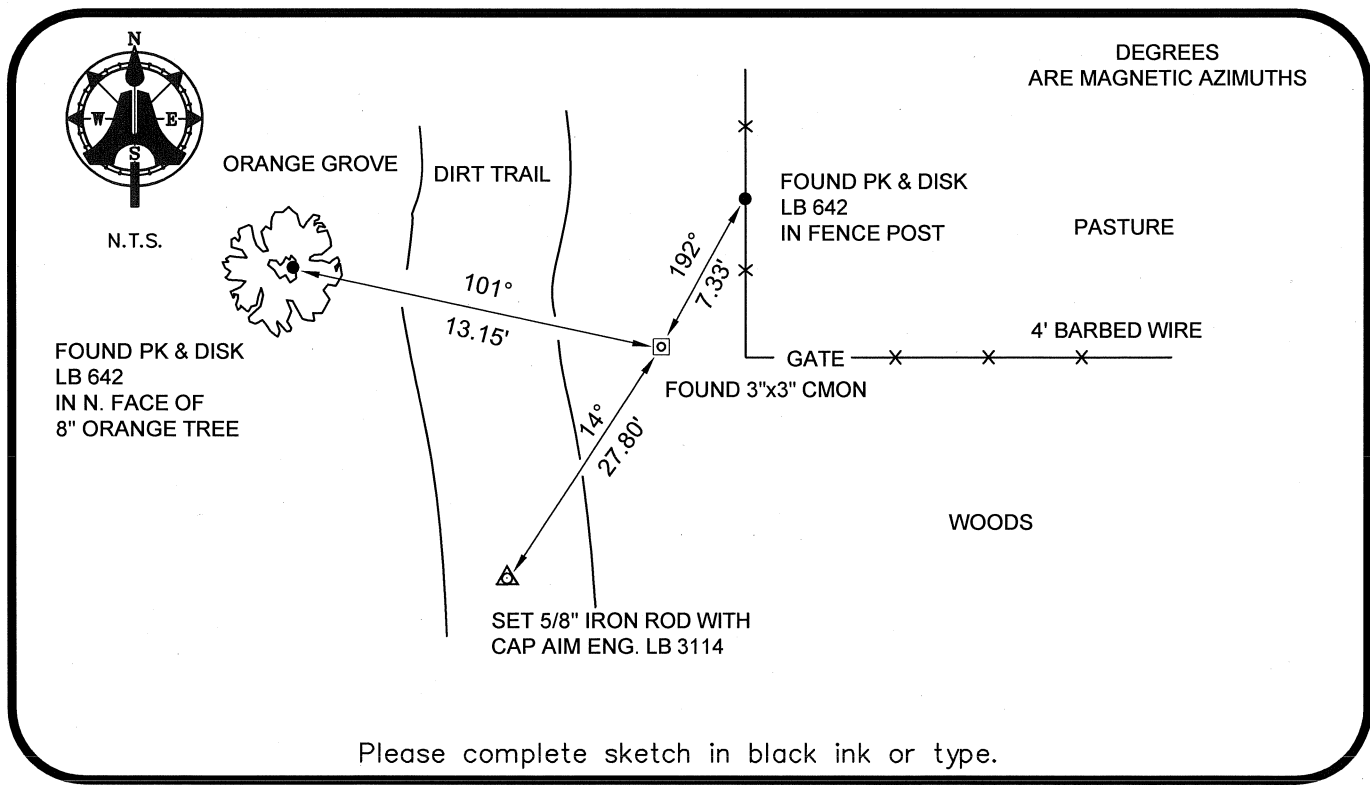 N
W
E
S
N.T.S.
DEGREES
ARE MAGNETIC AZIMUTHS
ORANGE GROVE
DIRT TRAIL
FOUND PK & DISK
LB 642
IN FENCE POST
PASTURE
192°
7.33'
101°
13.15'
4' BARBED WIRE
GATE
FOUND PK & DISK
LB 642
IN N. FACE OF
8" ORANGE TREE
FOUND 3"x3" CMON
14°
27.80'
WOODS
SET 5/8" IRON ROD WITH
CAP AIM ENG. LB 3114
Please complete sketch in black ink or type.